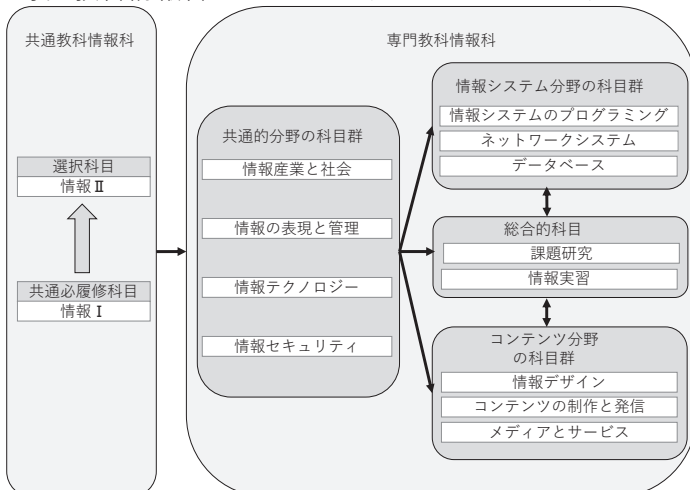 共通教科情報科
選択科目
情報Ⅱ
共通必履修科目
情報Ⅰ
専門教科情報科
共通的分野の科目群
情報産業と社会
情報の表現と管理
情報テクノロジー
情報セキュリティ
情報システム分野の科目群
情報システムのプログラミング
ネットワークシステム
データベース
総合的科目
課題研究
情報実習
コンテンツ分野
の科目群
情報デザイン
コンテンツの制作と発信
メディアとサービス